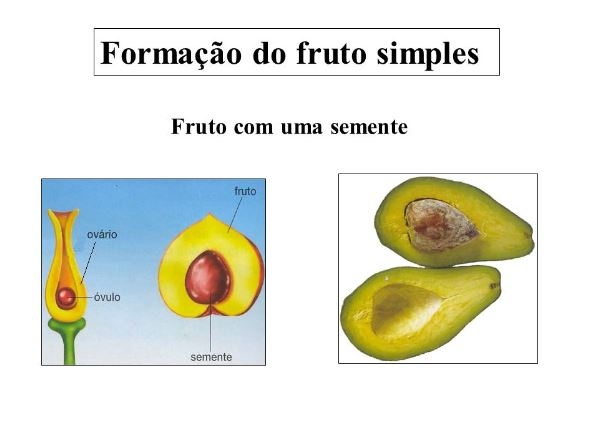 Formação do fruto simples
Fruto com uma semente
fruto
ovário
óvulo
semente